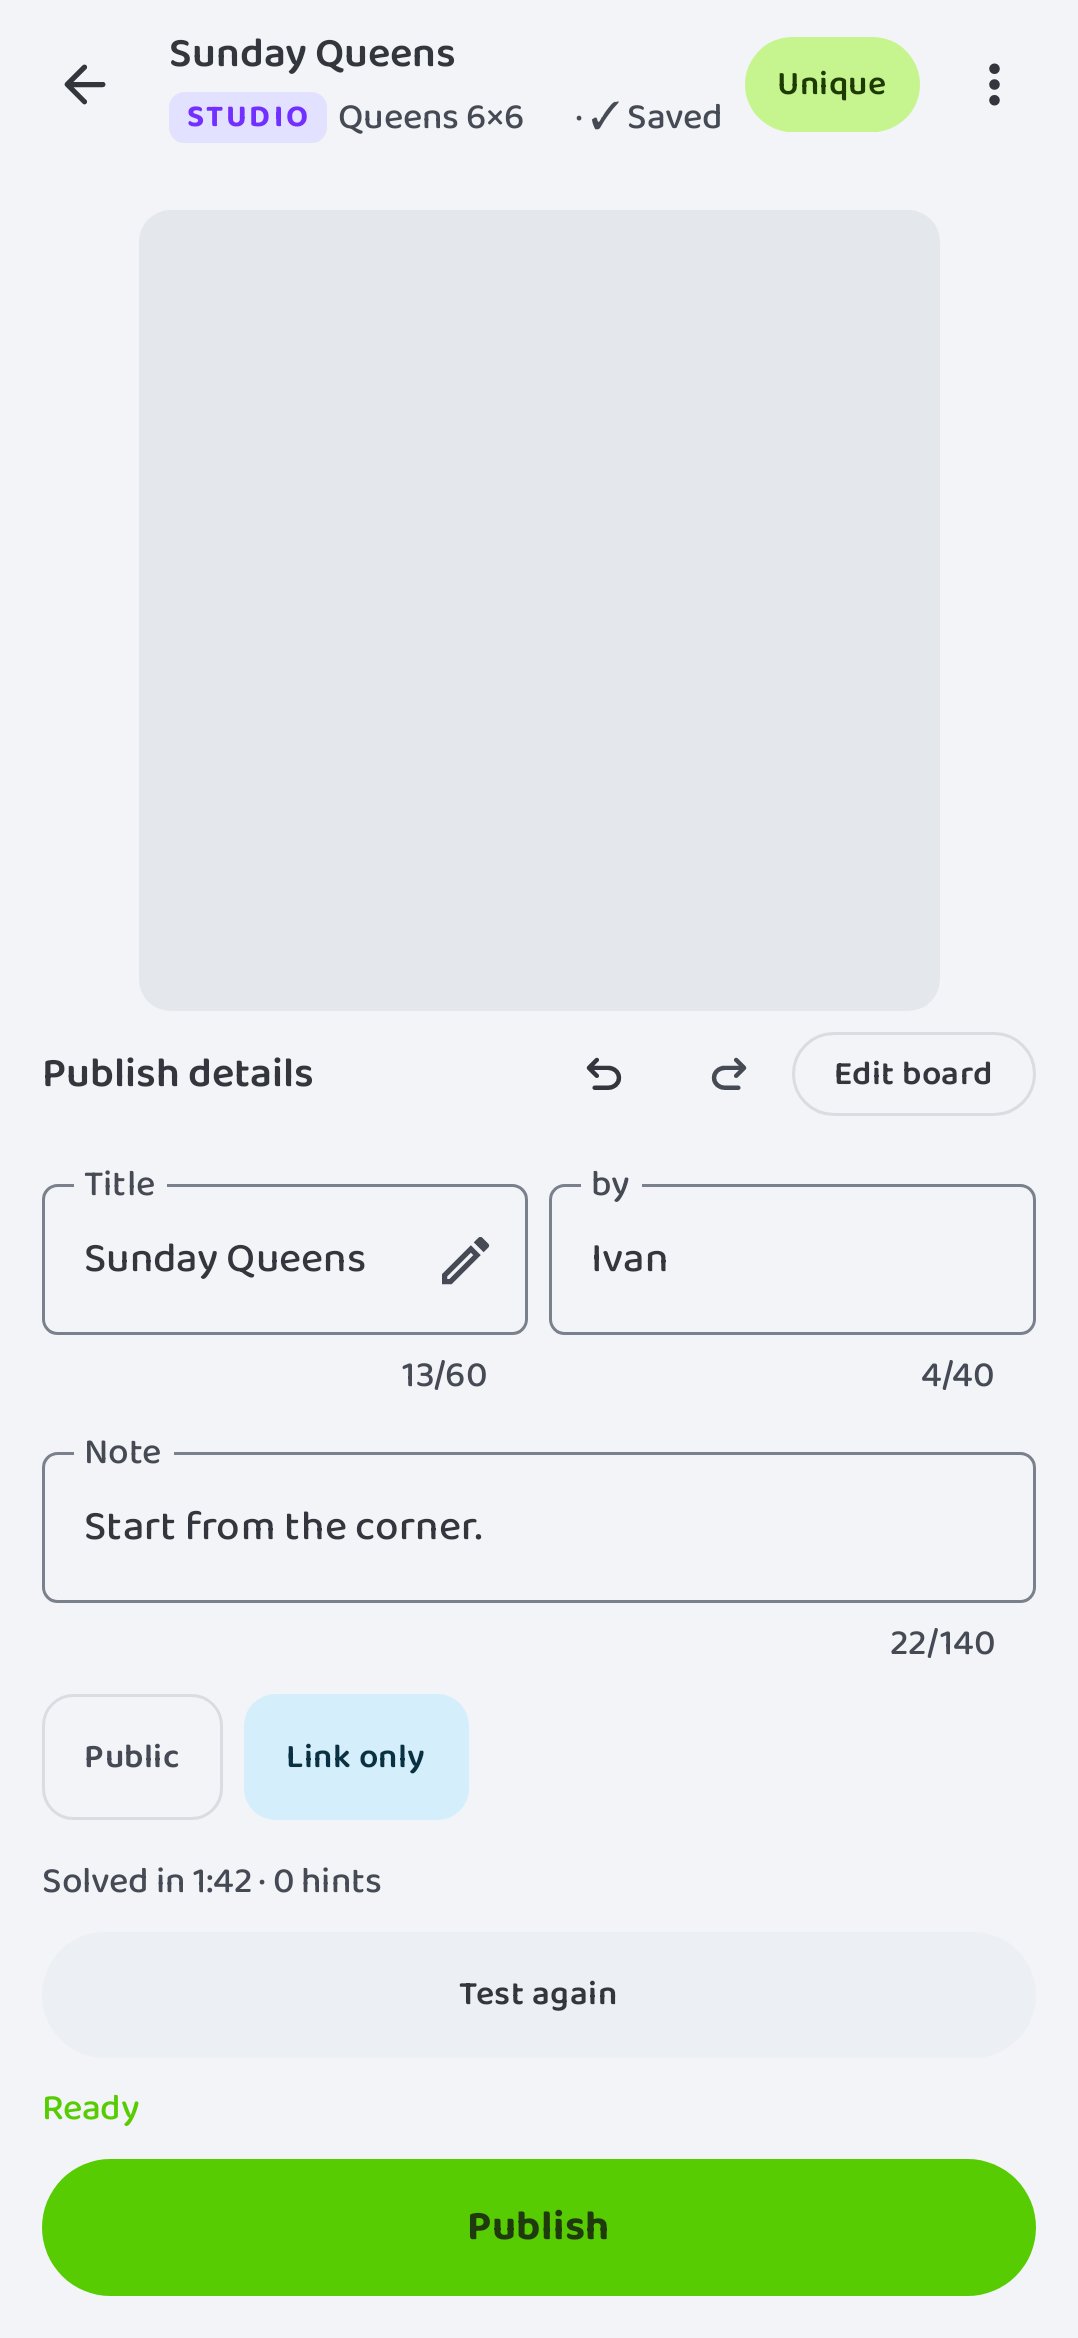 Sunday Queens
STUDIO Queens 6×6 · ✓ Saved
Unique
Publish details
Edit board
Title
Sunday Queens
13/60
by
Ivan
4/40
Note
Start from the corner.
22/140
Public
Link only
Solved in 1:42 · 0 hints
Test again
Ready
Publish